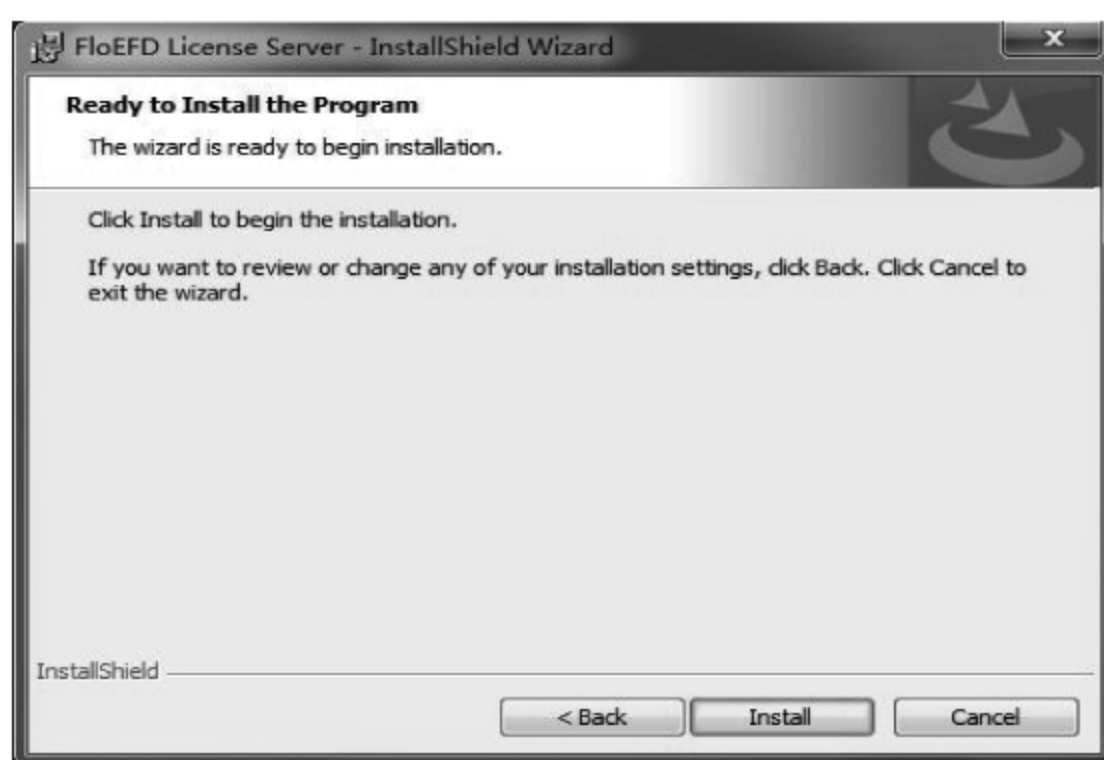 FloEFD License Server - InstallShield Wizard
Ready to Install the Program
The wizard is ready to begin installation.
Click Install to begin the installation.
If you want to review or change any of your installation settings, click Back. Click Cancel to
exit the wizard.
InstallShield
< Back
Install
Cancel